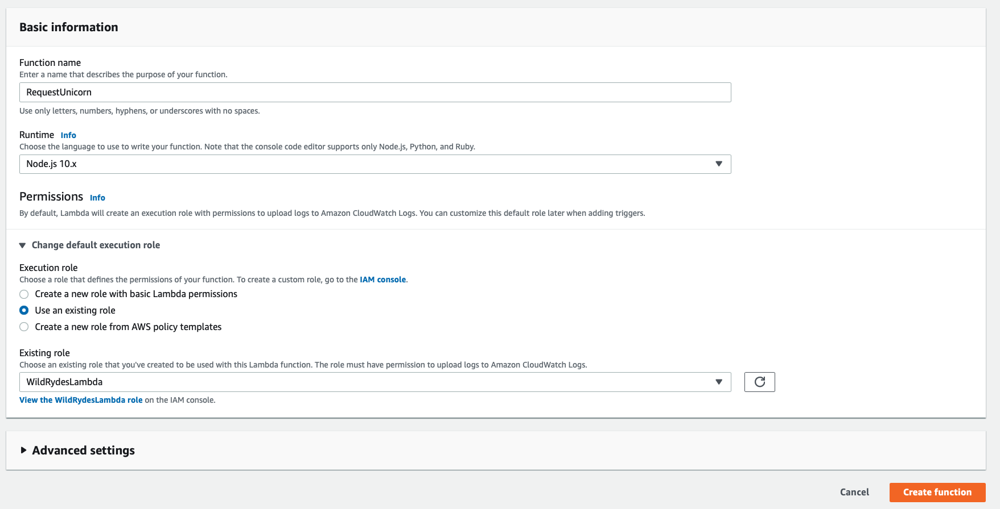 Basic information
Function name
Enter a name that describes the purpose of your function.
RequestUnicorn
Use only letters, numbers, hyphens, or underscores with no spaces.
Runtime Info
Choose the language to use to write your function. Note that the console code editor supports only Node.js, Python, and Ruby.
Node.js 10.x
Permissions Info
By default, Lambda will create an execution role with permissions to upload logs to Amazon CloudWatch Logs. You can customize this default role later when adding triggers.
Change default execution role
Execution role
Choose a role that defines the permissions of your function. To create a custom role, go to the IAM console.
Create a new role with basic Lambda permissions
Use an existing role
Create a new role from AWS policy templates
Existing role
Choose an existing role that you've created to be used with this Lambda function. The role must have permission to upload logs to Amazon CloudWatch Logs.
WildRydesLambda
View the WildRydesLambda role on the IAM console.
Advanced settings
Cancel Create function